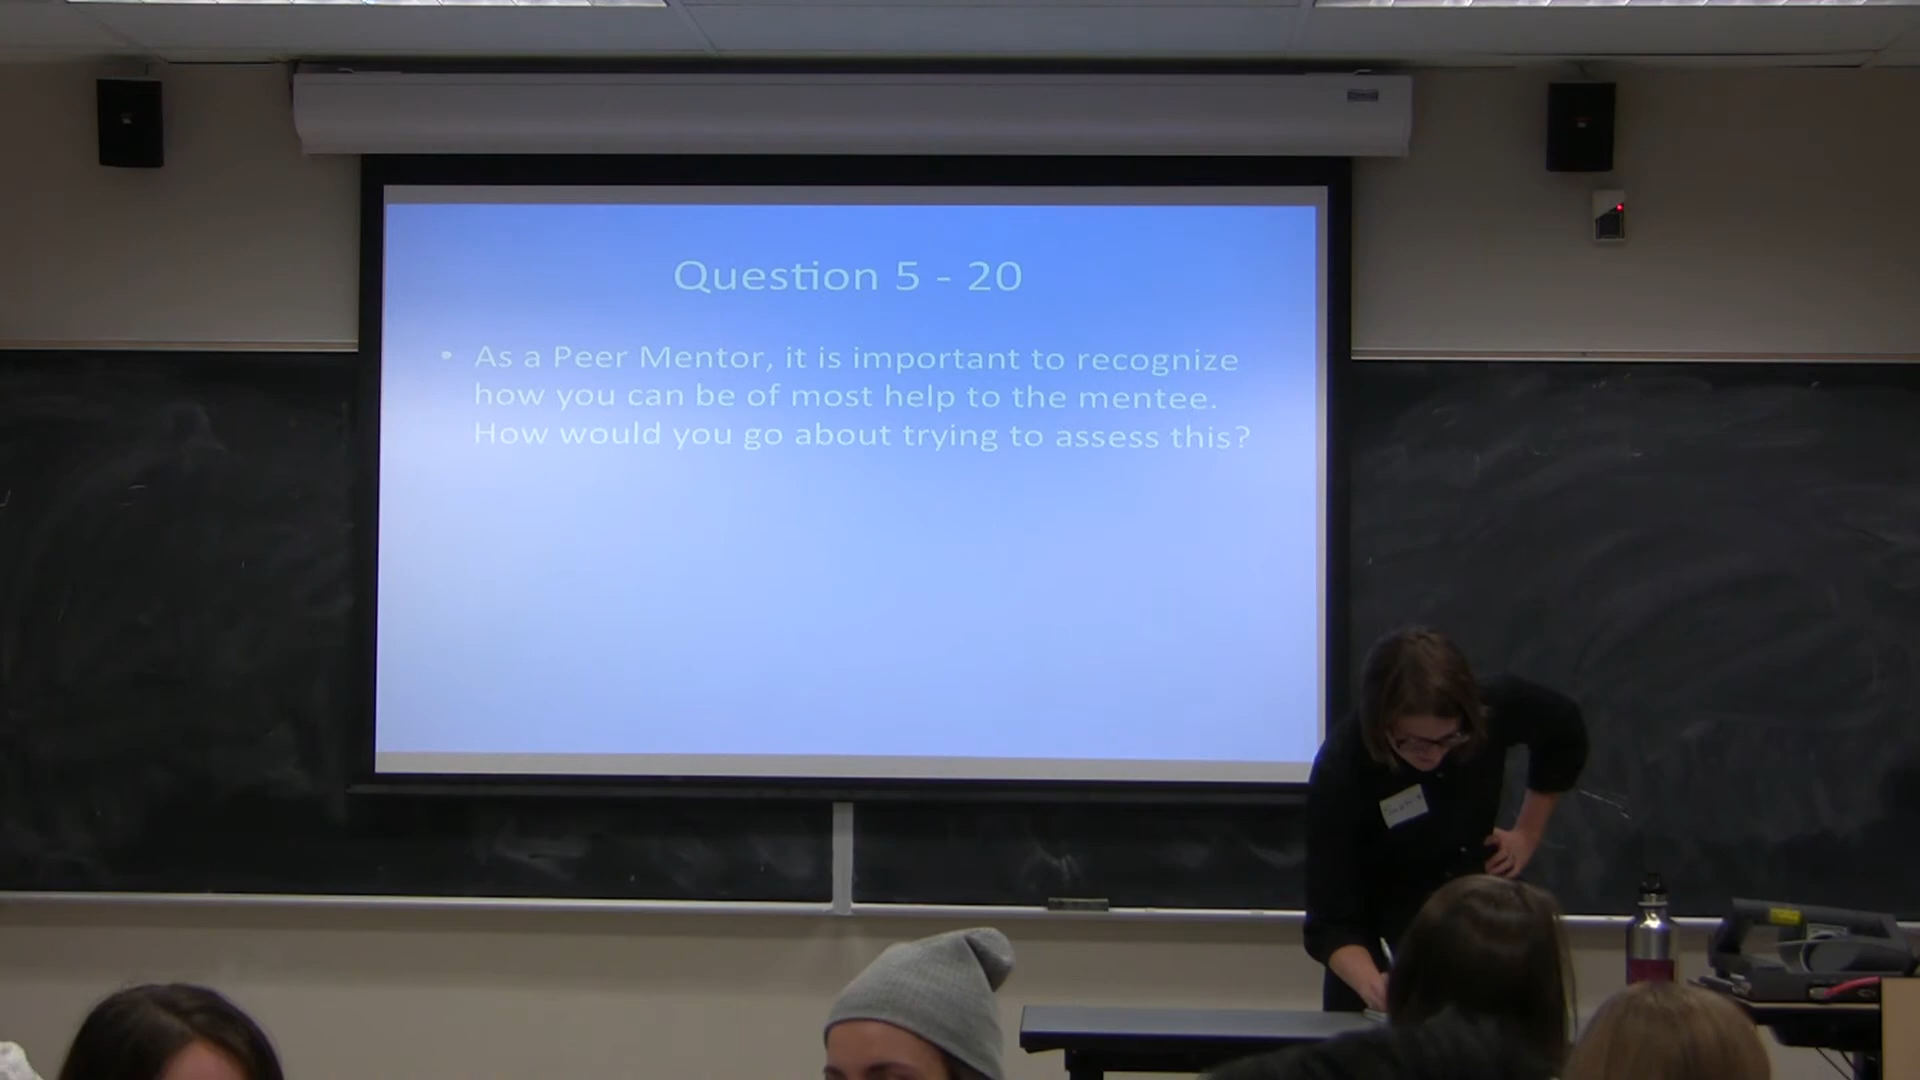 Question 5 - 20
• As a Peer Mentor, it is important to recognize
how you can be of most help to the mentee.
How would you go about trying to assess this?